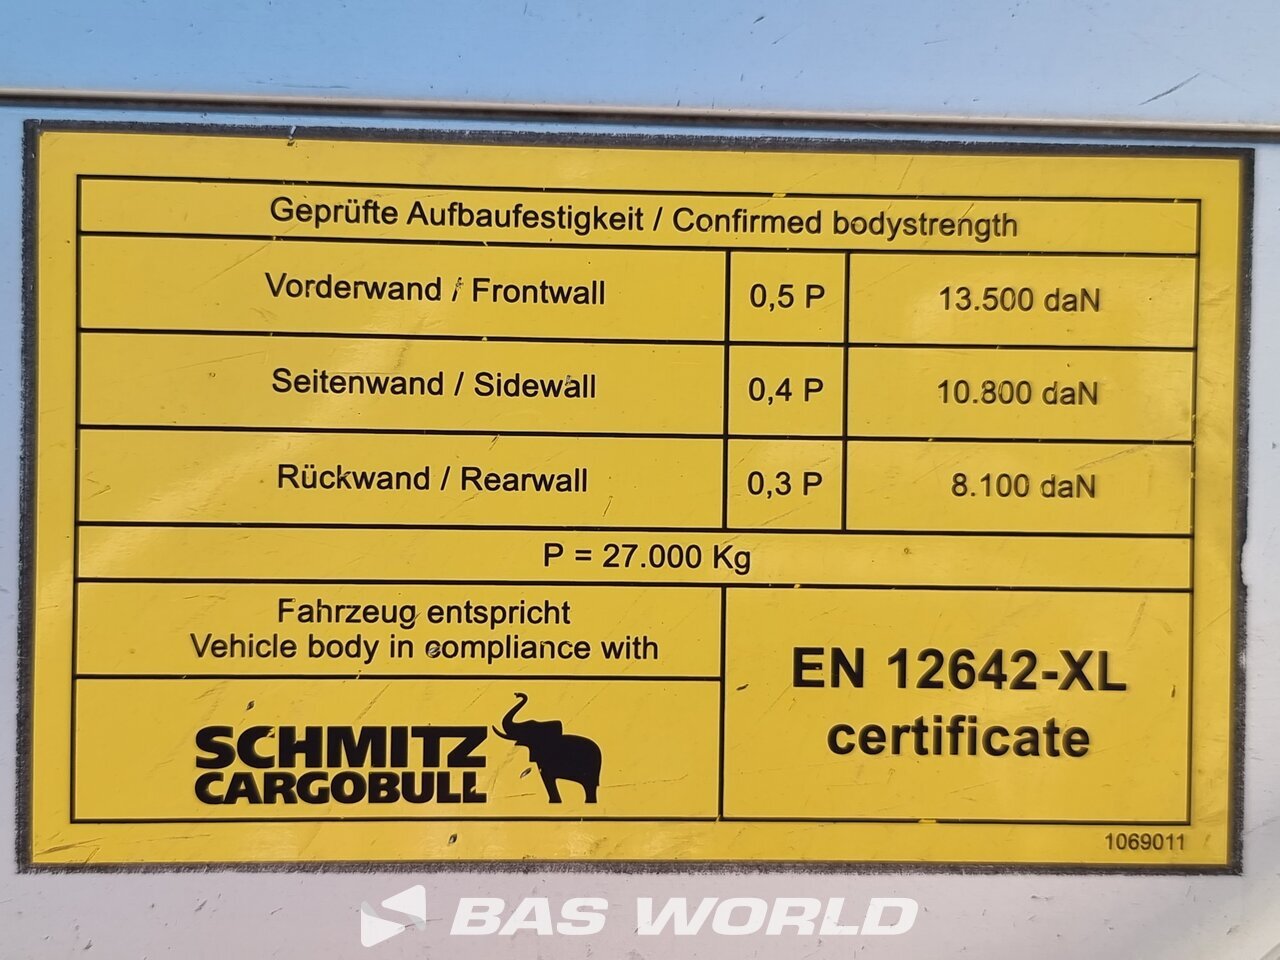 Geprüfte Aufbaufestigkeit / Confirmed bodystrength
Vorderwand / Frontwall 0,5 P 13.500 daN
Seitenwand / Sidewall 0,4 P 10.800 daN
Rückwand / Rearwall 0,3 P 8.100 daN
P = 27.000 Kg
Fahrzeug entspricht
Vehicle body in compliance with
EN 12642-XL
certificate
SCHMITZ
CARGOBULL
1069011
BAS WORLD